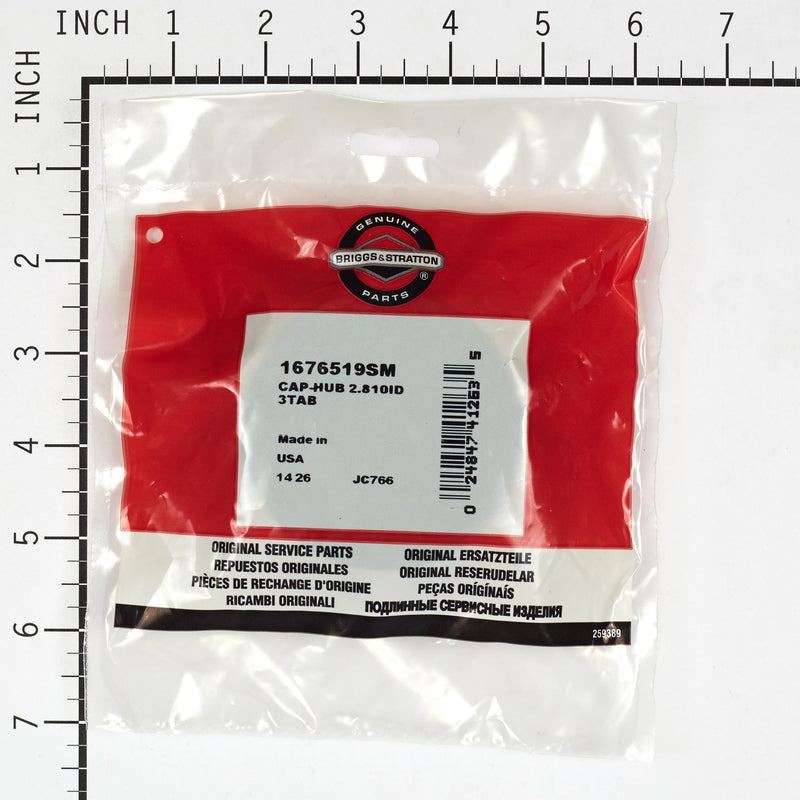 INCH 1 2 3 4 5 6 7
INCH
1
2
3
4
5
6
7
GENUINE
BRIGGS & STRATTON
®
PARTS
1676519SM
CAP-HUB 2.810ID
3TAB
Made in
USA
14 26 JC766
0 24847 41263 5
ORIGINAL SERVICE PARTS
REPUESTOS ORIGINALES
PIÈCES DE RECHANGE D'ORIGINE
RICAMBI ORIGINALI
ORIGINAL ERSATZTEILE
ORIGINAL RESERUDELAR
PEÇAS ORÍGÍNAÍS
ПОДЛИННЫЕ СЕРВИСНЫЕ ИЗДЕЛИЯ
259389